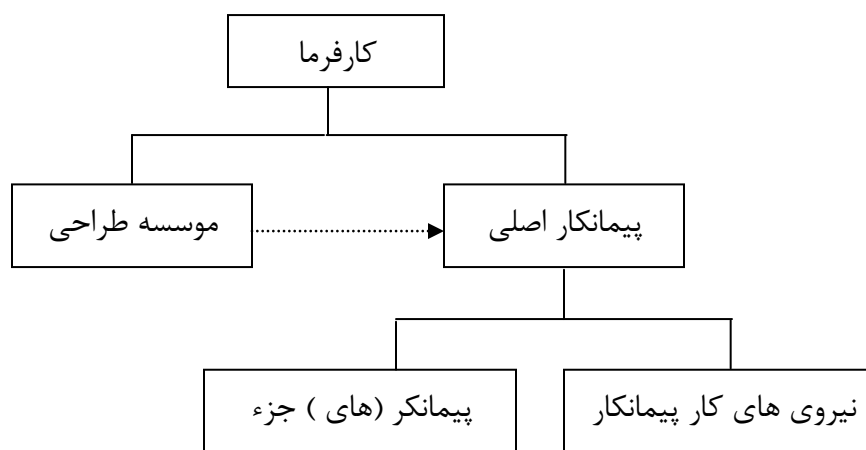 کارفرما
موسسه طراحی
پیمانکار اصلی
پیمانکر (های ) جزء
نیروی های کار پیمانکار